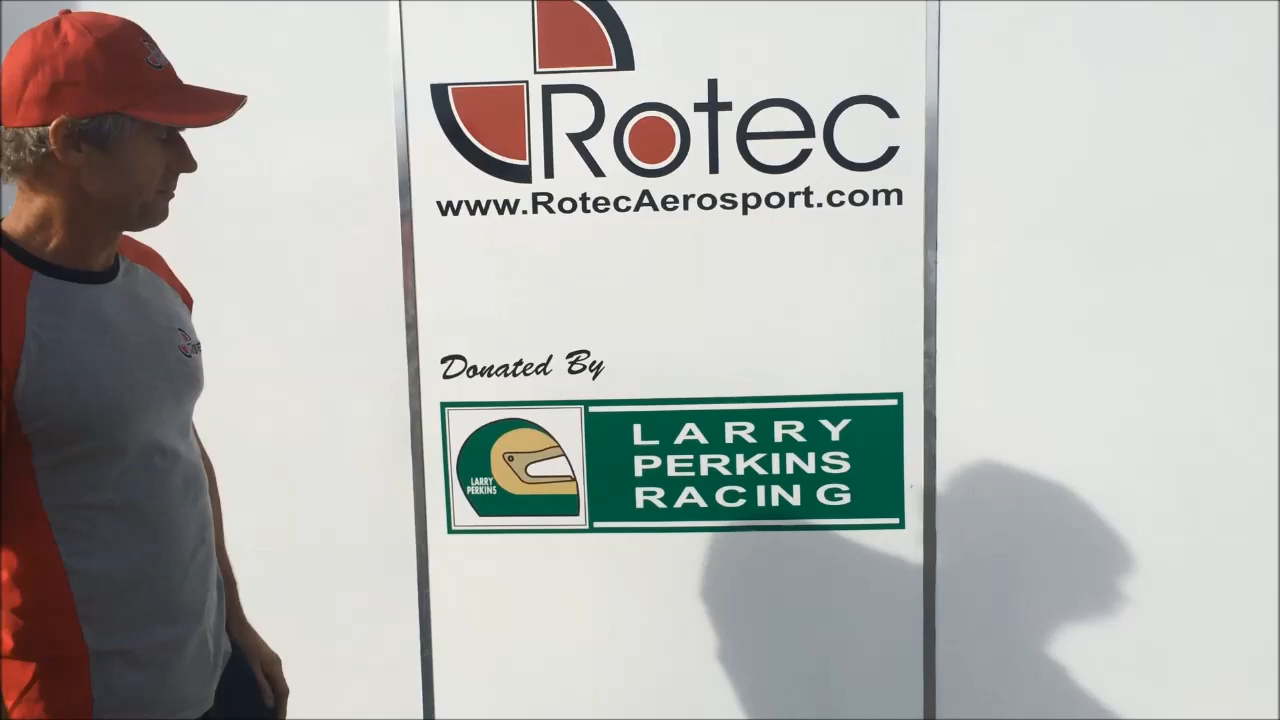 Rotec
www.RotecAerosport.com
Donated By
LARRY
PERKINS
LARRY
PERKINS
RACING